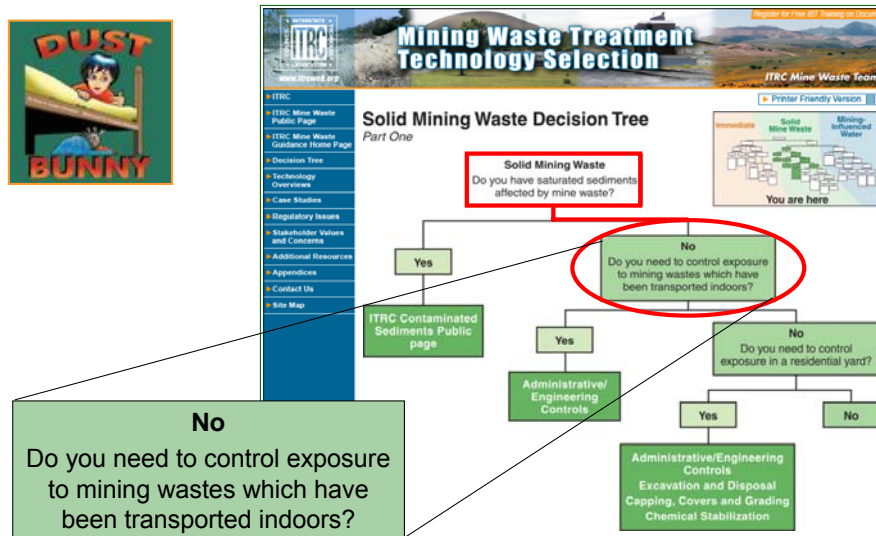 DUST
BUNNY
INTERSTATE
COUNCIL
ITRC
REGULATORY
www.itrcweb.org
Mining Waste Treatment
Technology Selection
ITRC Mine Waste Team
▶ITRC
▶ITRC Mine Waste
Public Page
▶ITRC Mine Waste
Guidance Home Page
▶Decision Tree
▶Technology
Overviews
▶Case Studies
▶Regulatory Issues
▶Stakeholder Values
and Concerns
▶Additional Resources
▶Appendices
▶Contact Us
▶Site Map
▶ Printer Friendly Version
Solid Mining Waste Decision Tree
Part One
Immediate
Solid
Mine Waste
Mining-
Influenced
Water
You are here
Solid Mining Waste
Do you have saturated sediments
affected by mine waste?
Yes
ITRC Contaminated
Sediments Public
page
No
Do you need to control exposure
to mining wastes which have
been transported indoors?
Yes
Administrative/
Engineering
Controls
No
Do you need to control
exposure in a residential yard?
Yes
No
Administrative/Engineering
Controls
Excavation and Disposal
Capping, Covers and Grading
Chemical Stabilization
No
Do you need to control exposure
to mining wastes which have
been transported indoors?